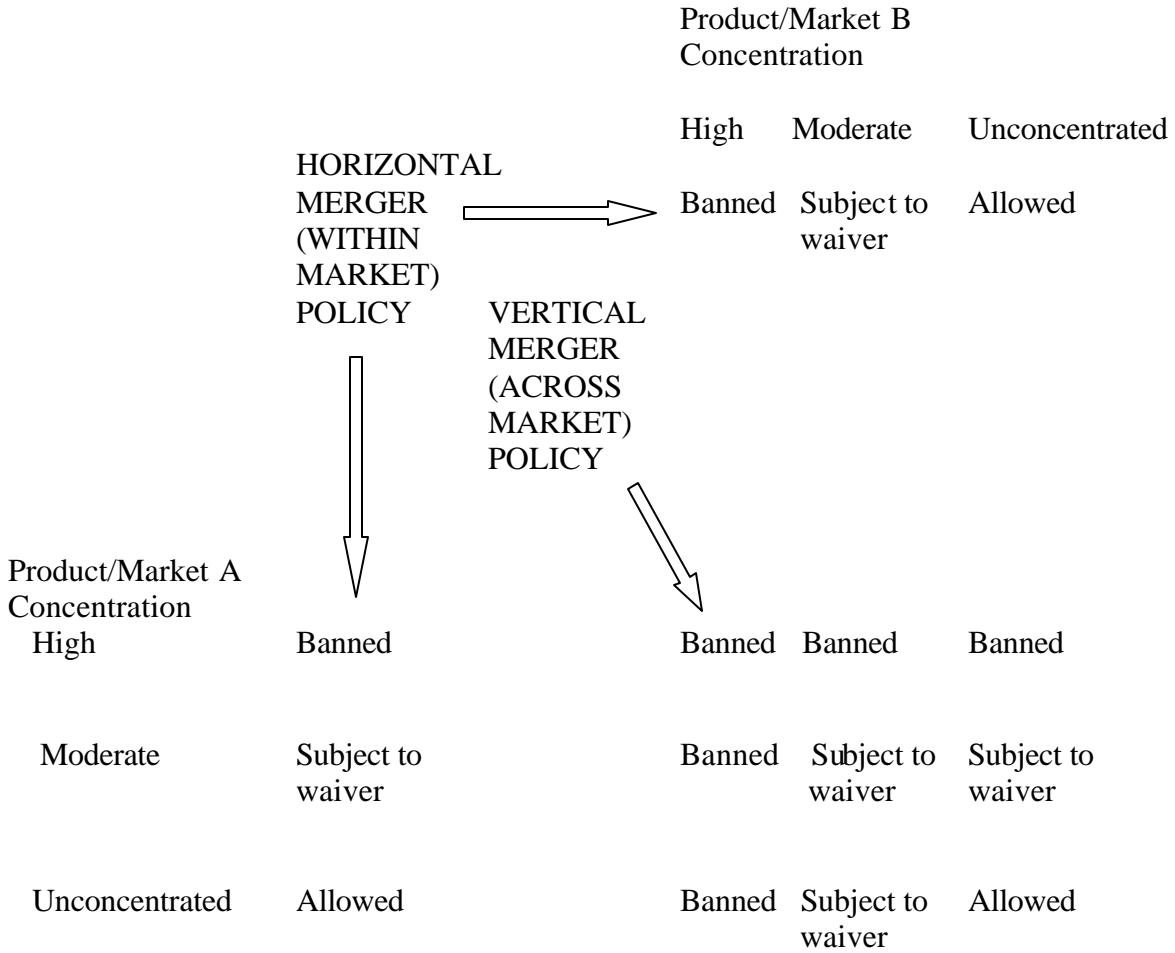 Product/Market B
Concentration
High Moderate Unconcentrated
HORIZONTAL
MERGER
(WITHIN
MARKET)
POLICY
Banned Subject to Allowed
waiver
VERTICAL
MERGER
(ACROSS
MARKET)
POLICY
Product/Market A
Concentration
High Banned Banned Banned Banned
Moderate Subject to Banned Subject to Subject to
waiver waiver waiver
Unconcentrated Allowed Banned Subject to Allowed
waiver